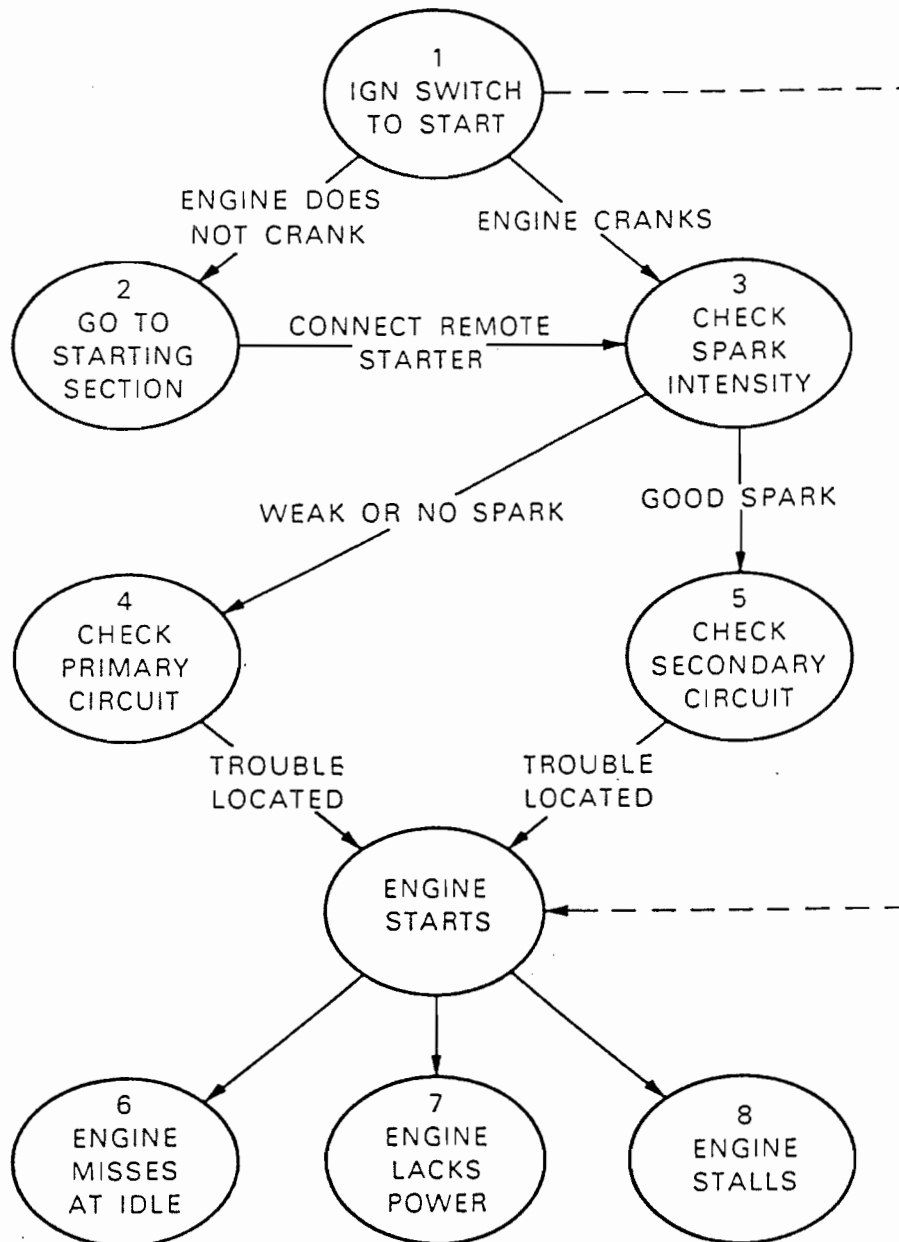 1
IGN SWITCH
TO START
ENGINE DOES
NOT CRANK
ENGINE CRANKS
2
GO TO
STARTING
SECTION
CONNECT REMOTE
STARTER
3
CHECK
SPARK
INTENSITY
WEAK OR NO SPARK
GOOD SPARK
4
CHECK
PRIMARY
CIRCUIT
5
CHECK
SECONDARY
CIRCUIT
TROUBLE
LOCATED
TROUBLE
LOCATED
ENGINE
STARTS
6
ENGINE
MISSES
AT IDLE
7
ENGINE
LACKS
POWER
8
ENGINE
STALLS